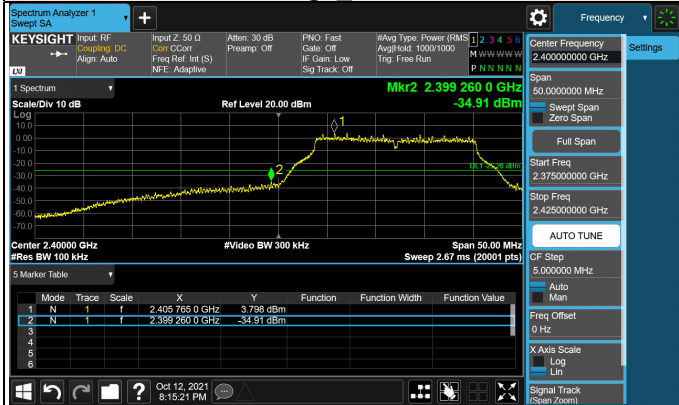 Spectrum Analyzer 1
Swept SA
Frequency
KEYSIGHT
Input: RF
Coupling: DC
Align: Auto
Input Z: 50 Ω
Corr CCorr
Freq Ref: Int (S)
NFE: Adaptive
Atten: 30 dB
Preamp: Off
PNO: Fast
Gate: Off
IF Gain: Low
Sig Track: Off
#Avg Type: Power (RMS
Avg|Hold: 1000/1000
Trig: Free Run
1 2 3 4 5 6
M W W W W W
P N N N N N
LXI
1 Spectrum
Mkr2 2.399 260 0 GHz
Scale/Div 10 dB
Ref Level 20.00 dBm
-34.91 dBm
Log
10.0
0.00
-10.0
-20.0
-30.0
-40.0
-50.0
-60.0
-70.0
1
2
Center 2.40000 GHz
#Video BW 300 kHz
Span 50.00 MHz
#Res BW 100 kHz
Sweep 2.67 ms (20001 pts)
5 Marker Table
Mode Trace Scale X Y Function Function Width Function Value
1 N 1 f 2.405 765 0 GHz 3.798 dBm
2 N 1 f 2.399 260 0 GHz -34.91 dBm
3
4
5
6
Oct 12, 2021
8:15:21 PM
Center Frequency
2.400000000 GHz
Settings
Span
50.0000000 MHz
Swept Span
Zero Span
Full Span
Start Freq
2.375000000 GHz
Stop Freq
2.425000000 GHz
AUTO TUNE
CF Step
5.000000 MHz
Auto
Man
Freq Offset
0 Hz
X Axis Scale
Log
Lin
Signal Track
(Span Zoom)